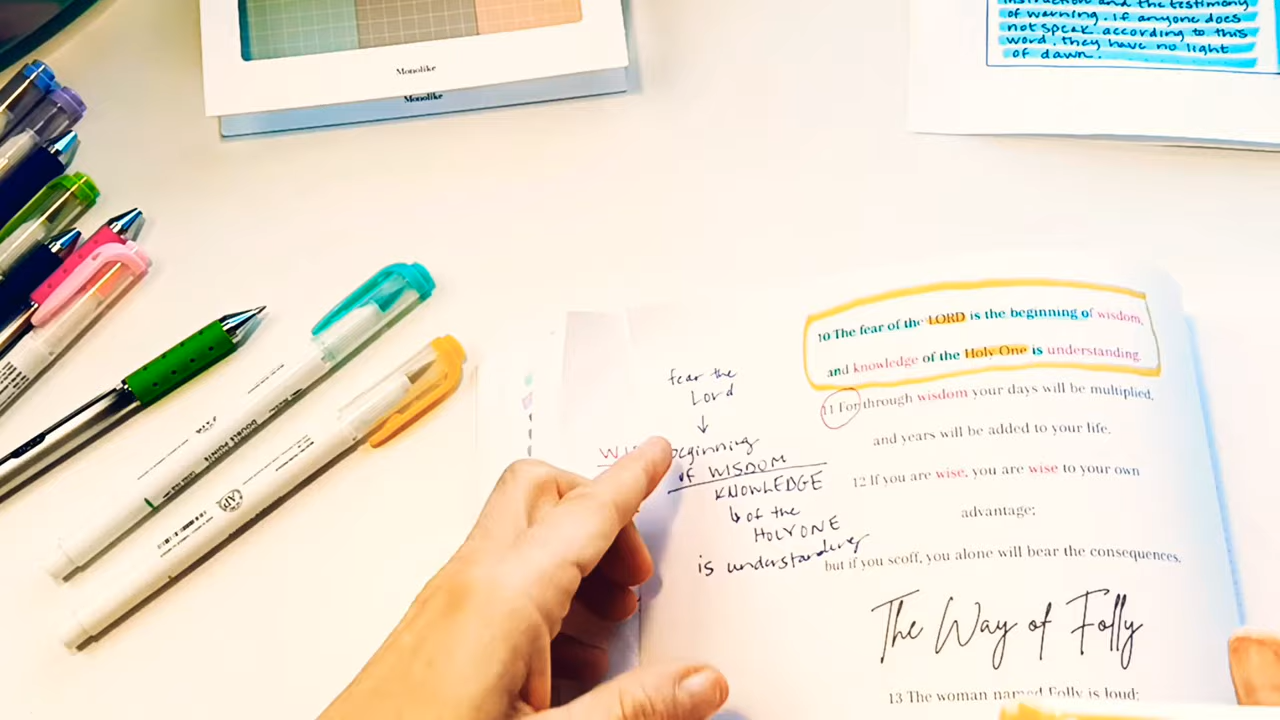 Monolike
Monolike
instruction and the testimony
of warning. If anyone does
not speak according to this
word, they have no light
of dawn.
10 The fear of the LORD is the beginning of wisdom,
and knowledge of the Holy One is understanding.
11 For through wisdom your days will be multiplied,
and years will be added to your life.
12 If you are wise, you are wise to your own
advantage;
but if you scoff, you alone will bear the consequences.
The Way of Folly
13 The woman named Folly is loud;
fear the
Lord
beginning
of WISDOM
KNOWLEDGE
of the
HOLY ONE
is understanding